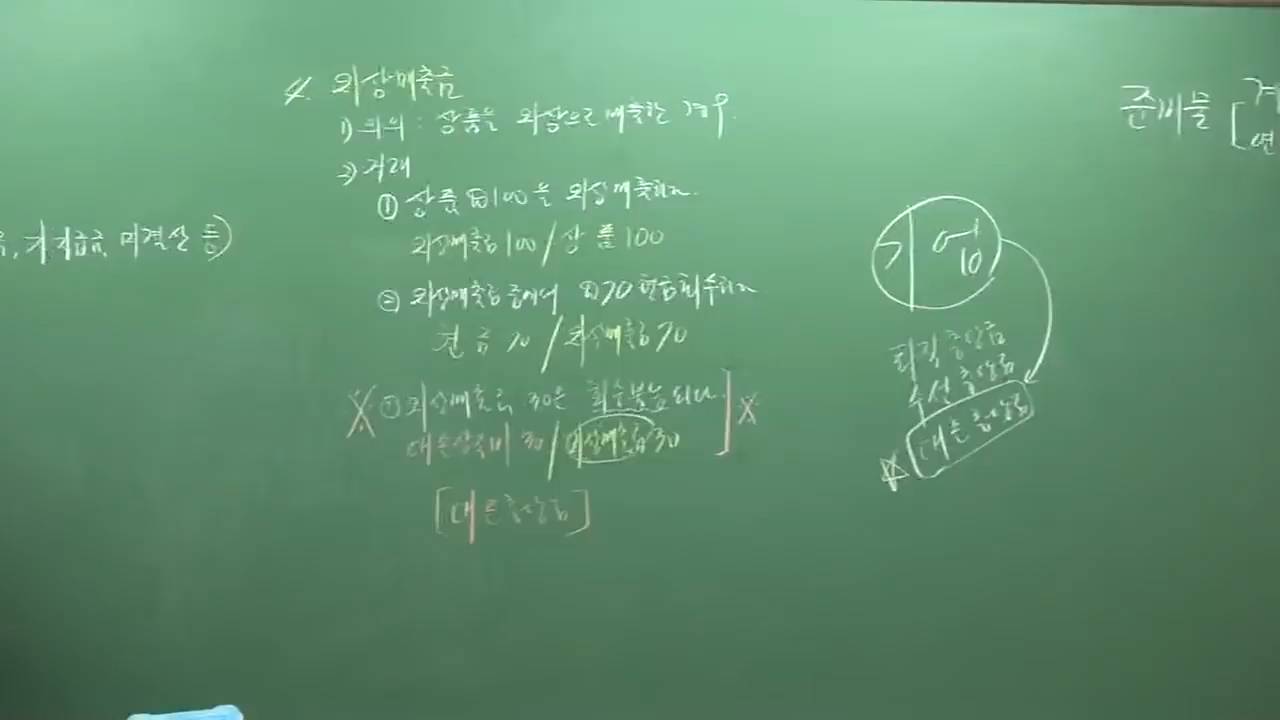 가지급금, 미결산 등)
4. 외상매출금
1) 의의 : 상품을 외상으로 매출한 경우.
2) 거래
① 상품 ₩100을 외상매출하다.
외상매출금 100 / 상품 100
② 외상매출금 중에서 ₩70 현금회수하다
현금 70 / 외상매출금 70
외상매출금 30은 회수불능되다.
대손상각비 30 / 외상매출금 30
[대손충당금]
기업
퇴직충당금
수선충당금
대손충당금
준비물 [